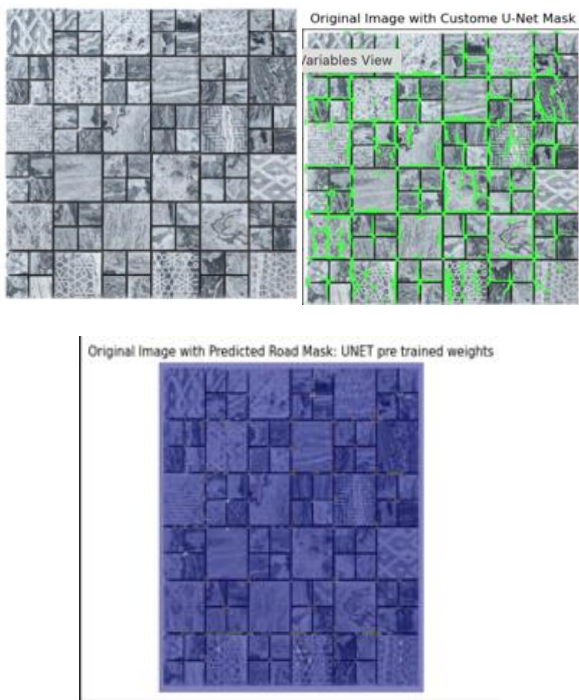 Original Image with Custome U-Net Mask
Variables View
Original Image with Predicted Road Mask: UNET pre trained weights